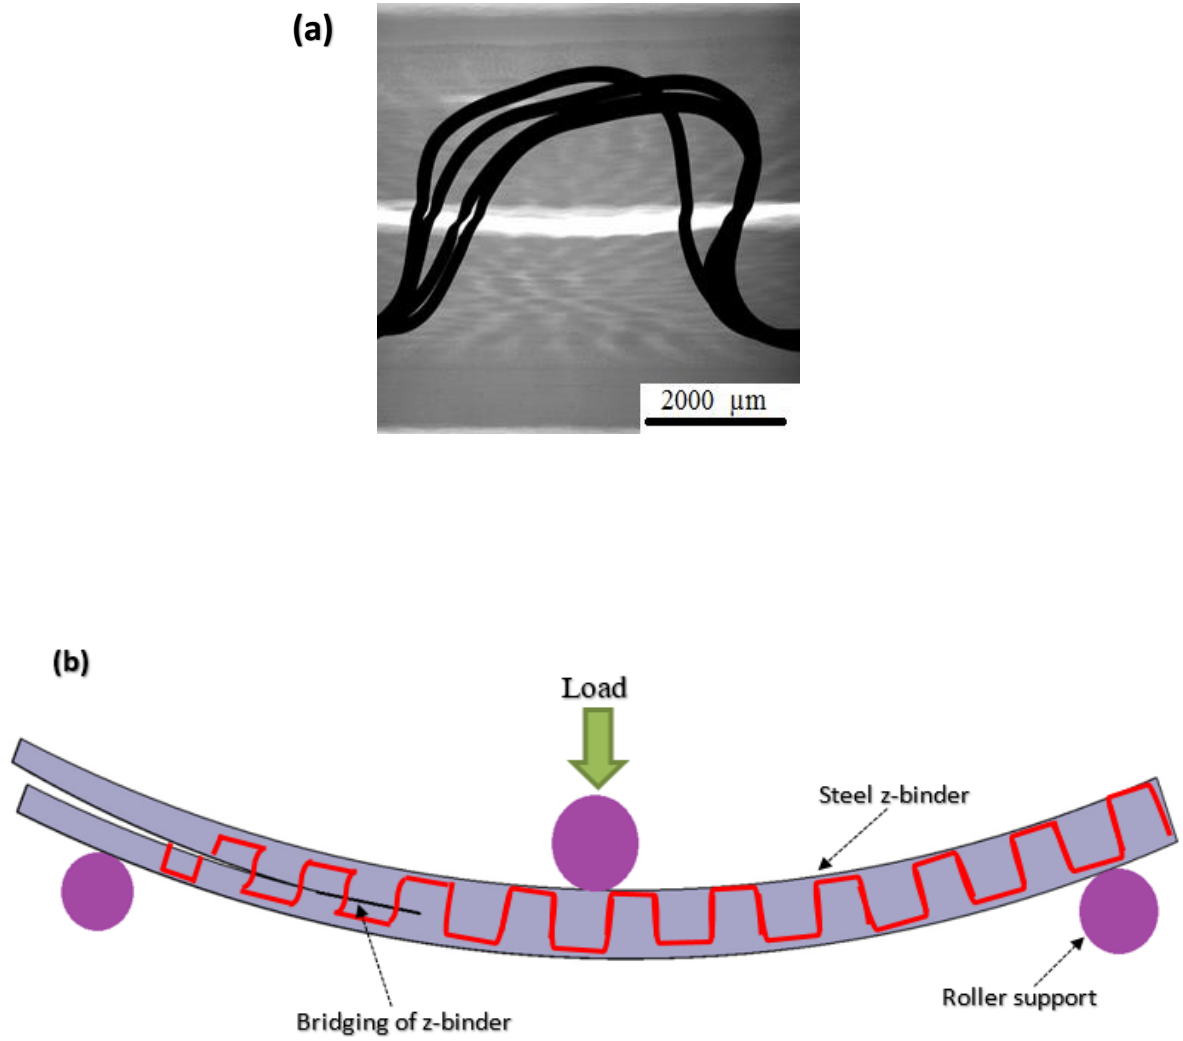 (a)
2000 µm
(b)
Load
Steel z-binder
Roller support
Bridging of z-binder